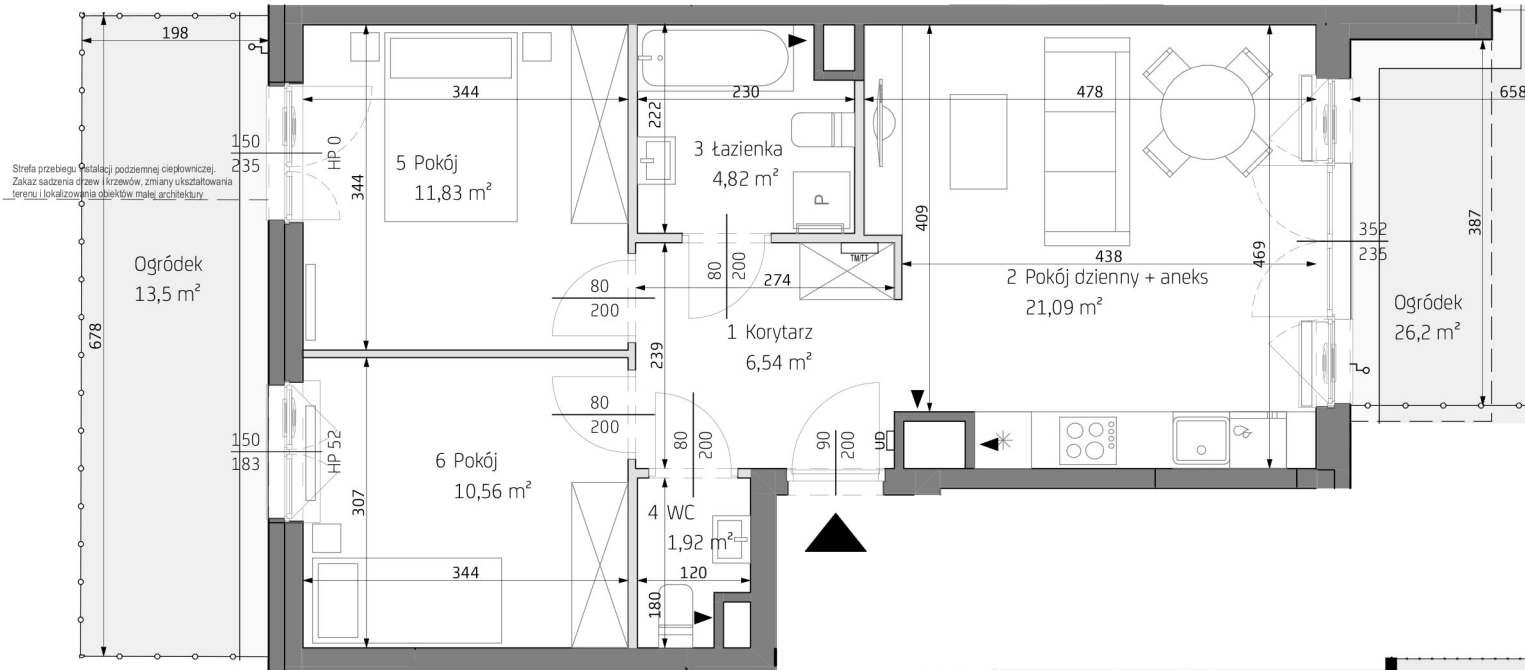 678
198
Strefa przebiegu instalacji podziemnej ciepłowniczej.
Zakaz sadzenia drzew i krzewów, zmiany ukształtowania
terenu i lokalizowania obiektów małej architektury
Ogródek
13,5 m²
150
235
HP 0
344
344
5 Pokój
11,83 m²
80
200
150
183
HP 52
307
6 Pokój
10,56 m²
344
80
200
222
230
3 Łazienka
4,82 m²
P
80
200
TM/TT
274
239
1 Korytarz
6,54 m²
80
200
90
200
UD
4 WC
1,92 m²
120
180
478
409
438
469
2 Pokój dzienny + aneks
21,09 m²
352
235
658
387
Ogródek
26,2 m²